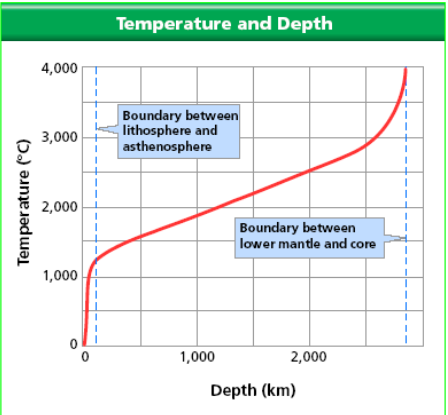 Temperature and Depth
4,000
Boundary between
lithosphere and
asthenosphere
3,000
Temperature (°C)
2,000
Boundary between
lower mantle and core
1,000
0
0
1,000
2,000
Depth (km)